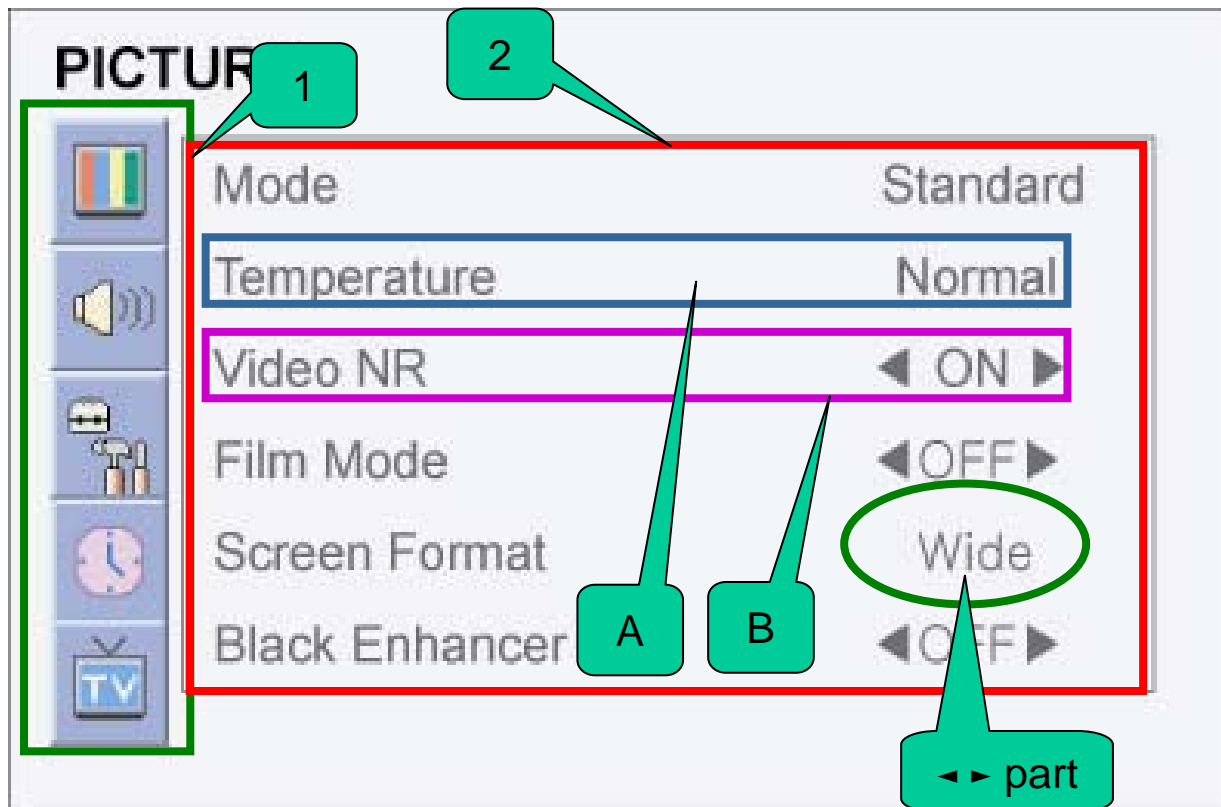 PICTUR
1
2
Mode Standard
Temperature Normal
Video NR ◀ ON ▶
Film Mode ◀OFF▶
Screen Format Wide
Black Enhancer ◀OFF▶
A
B
TV
◄ ► part